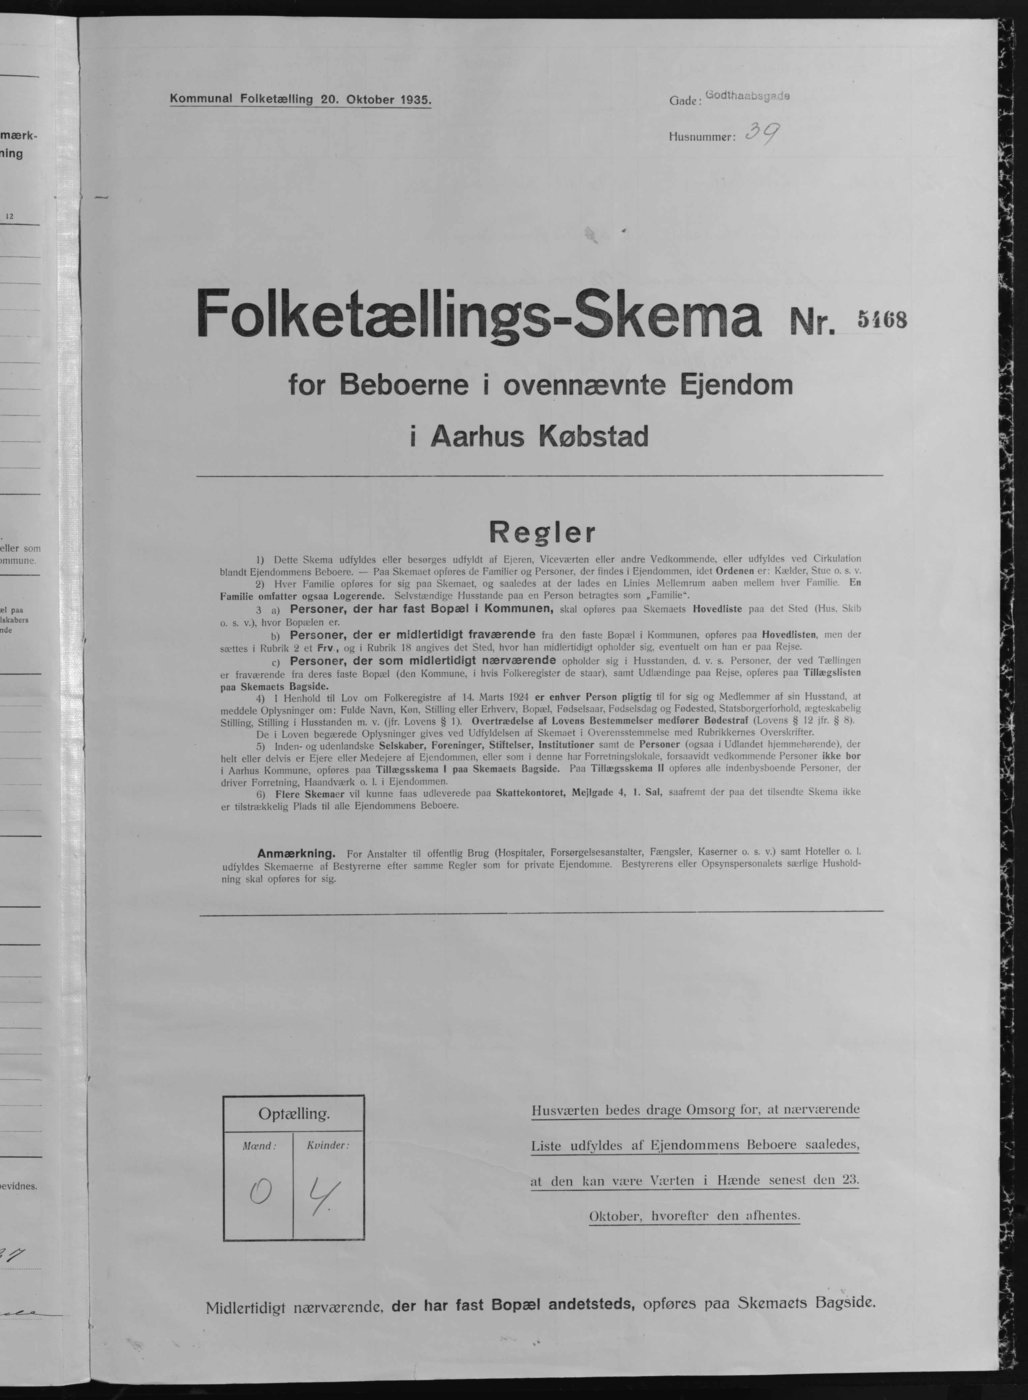 Kommunal Folketælling 20. Oktober 1935.
Gade: Godthaabsgade
Husnummer: 39
Folketællings-Skema Nr. 5468
for Beboerne i ovennævnte Ejendom
i Aarhus Købstad
Regler
1) Dette Skema udfyldes eller besørges udfyldt af Ejeren, Viceværten eller andre Vedkommende, eller udfyldes ved Cirkulation
blandt Ejendommens Beboere. — Paa Skemaet opføres de Familier og Personer, der findes i Ejendommen, idet Ordenen er: Kælder, Stue o. s. v.
2) Hver Familie opføres for sig paa Skemaet, og saaledes at der lades en Linies Mellemrum aaben mellem hver Familie. En
Familie omfatter ogsaa Logerende. Selvstændige Husstande paa en Person betragtes som „Familie“.
3 a) Personer, der har fast Bopæl i Kommunen, skal opføres paa Skemaets Hovedliste paa det Sted (Hus, Skib
o. s. v.), hvor Bopælen er.
b) Personer, der er midlertidigt fraværende fra den faste Bopæl i Kommunen, opføres paa Hovedlisten, men der
sættes i Rubrik 2 et Frv., og i Rubrik 18 angives det Sted, hvor han midlertidigt opholder sig, eventuelt om han er paa Rejse.
c) Personer, der som midlertidigt nærværende opholder sig i Husstanden, d. v. s. Personer, der ved Tællingen
er fraværende fra deres faste Bopæl (den Kommune, i hvis Folkeregister de staar), samt Udlændinge paa Rejse, opføres paa Tillægslisten
paa Skemaets Bagside.
4) I Henhold til Lov om Folkeregistre af 14. Marts 1924 er enhver Person pligtig til for sig og Medlemmer af sin Husstand, at
meddele Oplysninger om: Fulde Navn, Køn, Stilling eller Erhverv, Bopæl, Fødselsaar, Fødselsdag og Fødested, Statsborgerforhold, ægteskabelig
Stilling, Stilling i Husstanden m. v. (jfr. Lovens § 1). Overtrædelse af Lovens Bestemmelser medfører Bødestraf (Lovens § 12 jfr. § 8).
De i Loven begærede Oplysninger gives ved Udfyldelsen af Skemaet i Overensstemmelse med Rubrikkernes Overskrifter.
5) Inden- og udenlandske Selskaber, Foreninger, Stiftelser, Institutioner samt de Personer (ogsaa i Udlandet hjemmehørende), der
helt eller delvis er Ejere eller Medejere af Ejendommen, eller som i denne har Forretningslokale, forsaavidt vedkommende Personer ikke bor
i Aarhus Kommune, opføres paa Tillægsskema I paa Skemaets Bagside. Paa Tillægsskema II opføres alle indenbysboende Personer, der
driver Forretning, Haandværk o. l. i Ejendommen.
6) Flere Skemaer vil kunne faas udleverede paa Skattekontoret, Mejlgade 4, 1. Sal, saafremt der paa det tilsendte Skema ikke
er tilstrækkelig Plads til alle Ejendommens Beboere.
Anmærkning. For Anstalter til offentlig Brug (Hospitaler, Forsørgelsesanstalter, Fængsler, Kaserner o. s. v.) samt Hoteller o. l.
udfyldes Skemaerne af Bestyrerne efter samme Regler som for private Ejendomme. Bestyrerens eller Opsynspersonalets særlige Hushold-
ning skal opføres for sig.
Optælling.
Mænd: Kvinder:
0 4.
Husværten bedes drage Omsorg for, at nærværende
Liste udfyldes af Ejendommens Beboere saaledes,
at den kan være Værten i Hænde senest den 23.
Oktober, hvorefter den afhentes.
Midlertidigt nærværende, der har fast Bopæl andetsteds, opføres paa Skemaets Bagside.
mærk-
ning
12
eller som
ommune.
el paa
lskabers
nde
bevidnes.